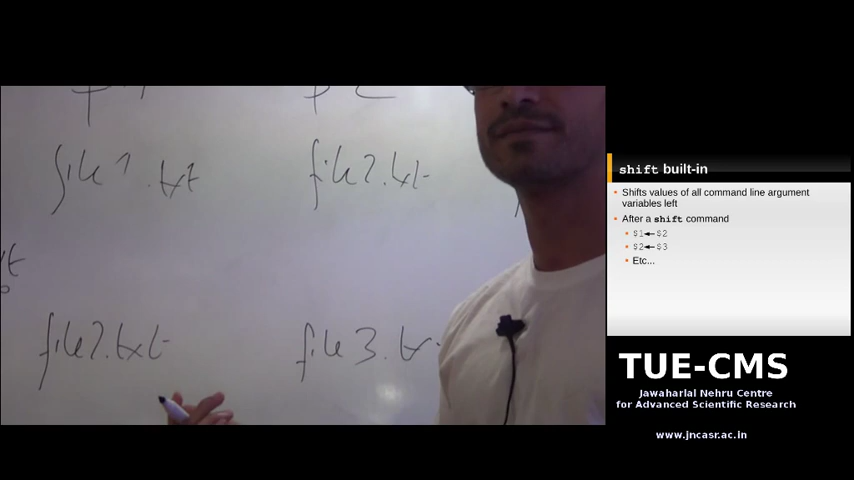 file1.txt file2.txt
file2.txt file3.tx
shift built-in
• Shifts values of all command line argument
variables left
• After a shift command
• $1←$2
• $2←$3
• Etc...
TUE-CMS
Jawaharlal Nehru Centre
for Advanced Scientific Research
www.jncasr.ac.in